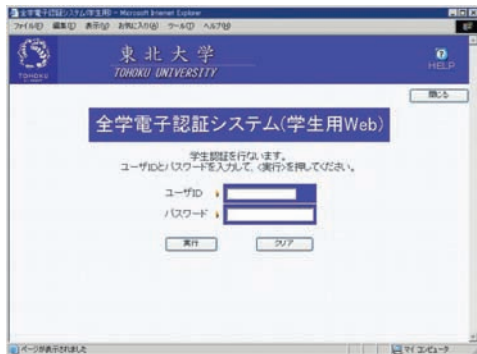 全学電子認証システム(学生用) - Microsoft Internet Explorer
ファイル(F) 編集(E) 表示(V) お気に入り(A) ツール(T) ヘルプ(H)
東北大学
TOHOKU UNIVERSITY
TOHOKU
HELP
閉じる
全学電子認証システム(学生用Web)
学生認証を行ないます。
ユーザIDとパスワードを入力して、<実行>を押してください。
ユーザID
パスワード
実行 クリア
ページが表示されました マイ コンピュータ